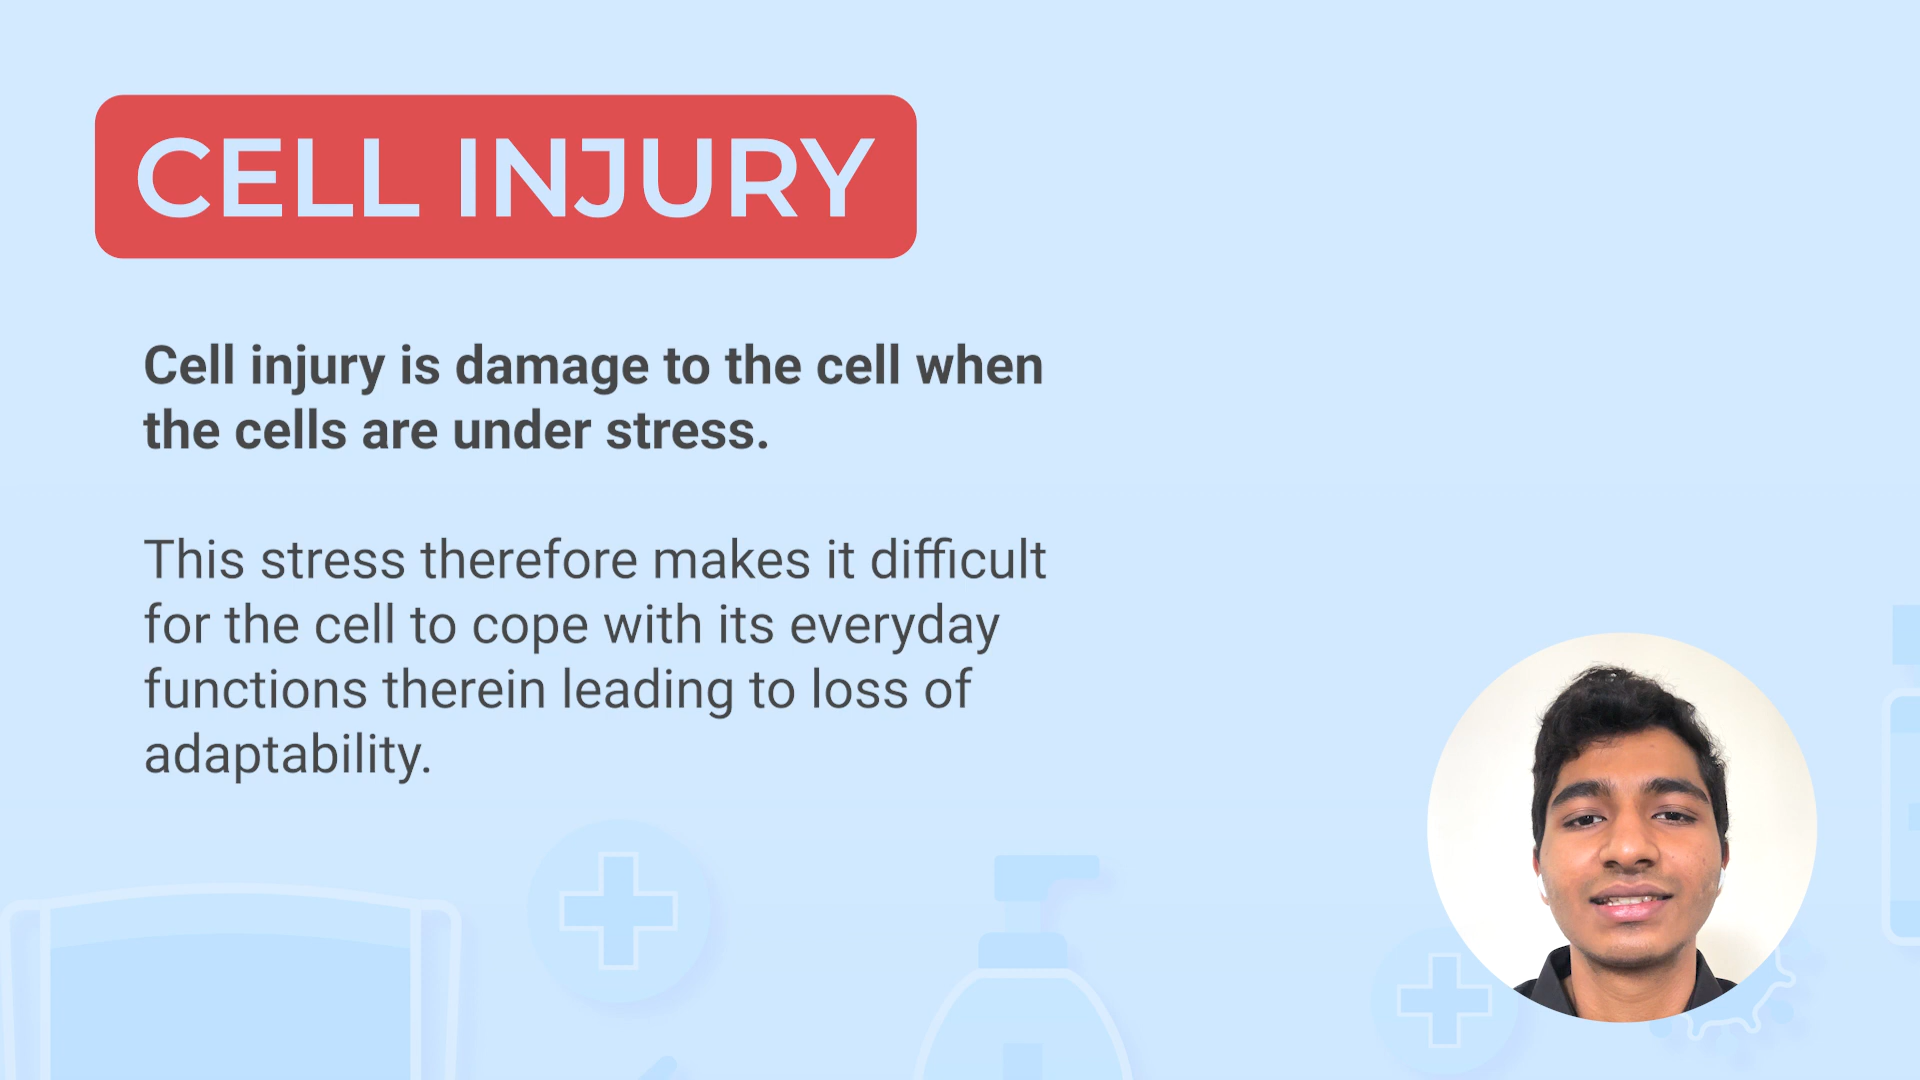 CELL INJURY
Cell injury is damage to the cell when
the cells are under stress.
This stress therefore makes it difficult
for the cell to cope with its everyday
functions therein leading to loss of
adaptability.